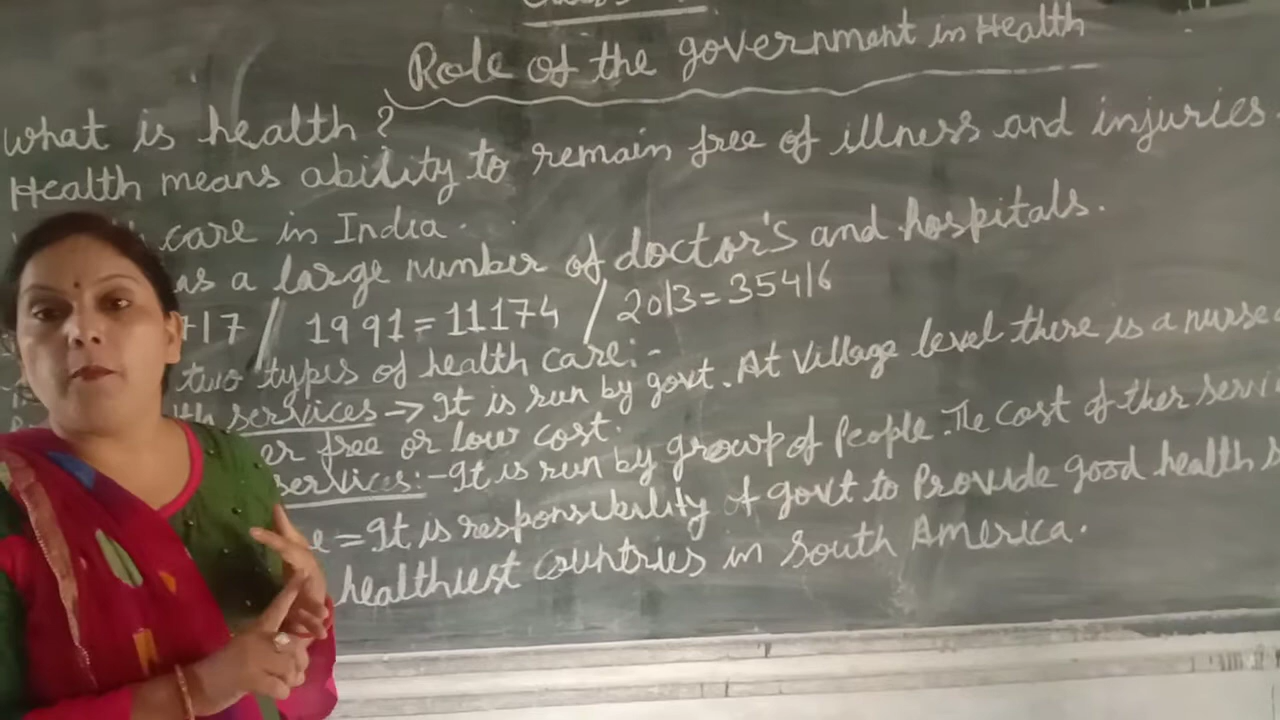 Role of the government in Health
What is health?
Health means ability to remain free of illness and injuries.
care in India.
as a large number of doctor's and hospitals.
17 / 1991=11174 / 2013=35416
two types of health care:-
services → It is run by govt. At Village level there is a nurse
er free or low cost.
services:- It is run by group of People. The cost of ther servi
e = It is responsibility of govt to Provide good health s
healthiest countries in South America.